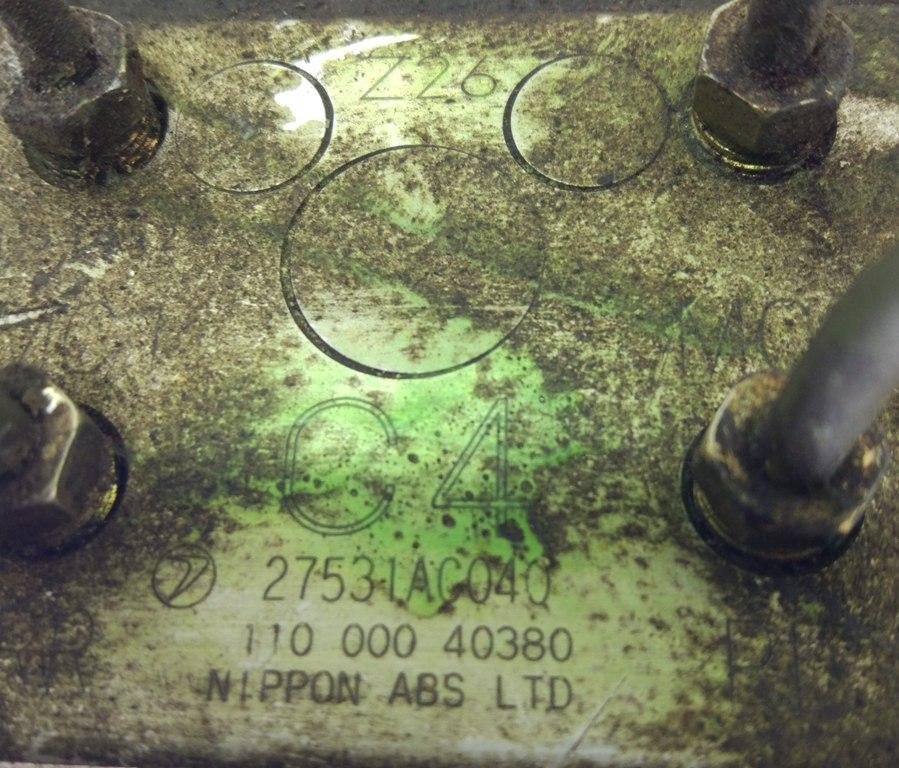 Z26
C4
27531AC040
110 000 40380
NIPPON ABS LTD